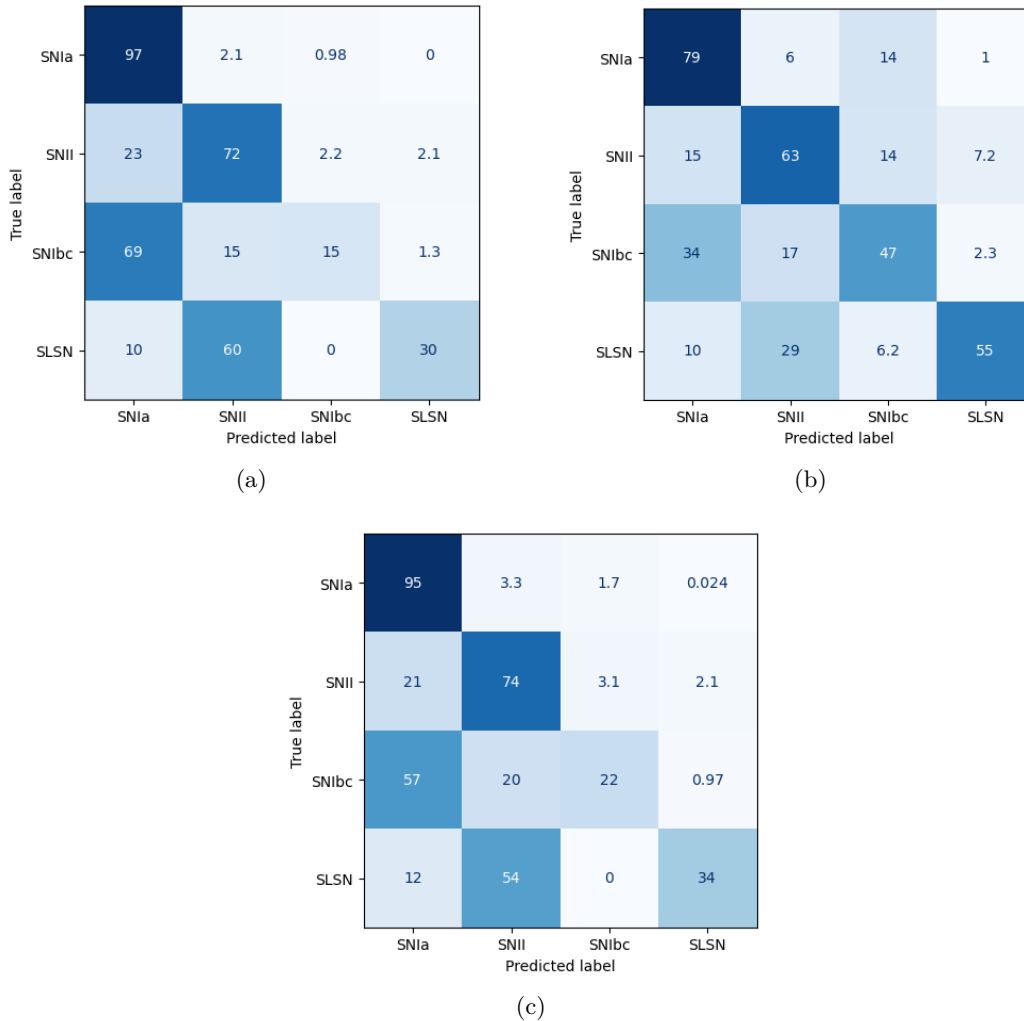 SNIa 97 2.1 0.98 0
SNII 23 72 2.2 2.1
SNIbc 69 15 15 1.3
SLSN 10 60 0 30
True label
SNIa SNII SNIbc SLSN
Predicted label
(a)
SNIa 79 6 14 1
SNII 15 63 14 7.2
SNIbc 34 17 47 2.3
SLSN 10 29 6.2 55
True label
SNIa SNII SNIbc SLSN
Predicted label
(b)
SNIa 95 3.3 1.7 0.024
SNII 21 74 3.1 2.1
SNIbc 57 20 22 0.97
SLSN 12 54 0 34
True label
SNIa SNII SNIbc SLSN
Predicted label
(c)